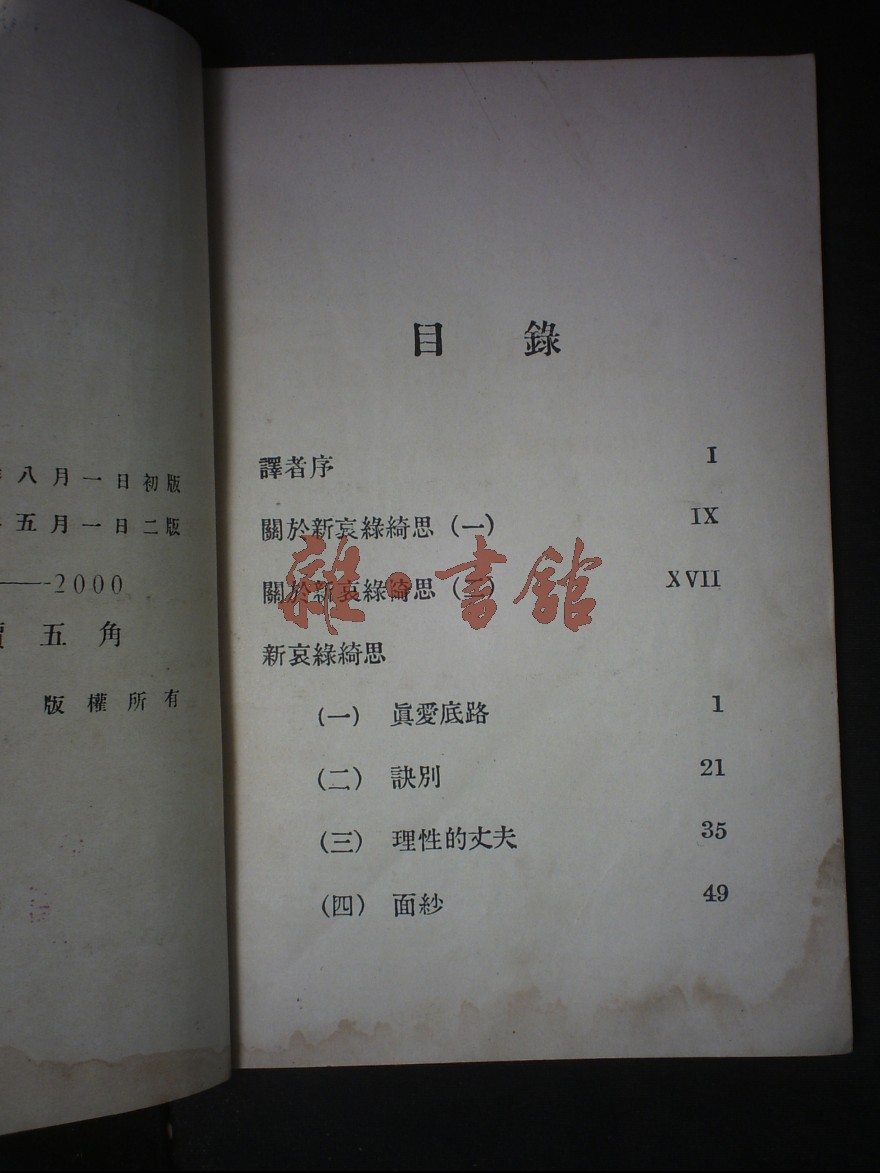 八月一日初版
五月一日二版
——2000
五角
版權所有
目錄
譯者序 I
關於新哀綠綺思(一) IX
關於新哀綠綺思(二) XVII
新哀綠綺思
(一) 眞愛底路 1
(二) 訣別 21
(三) 理性的丈夫 35
(四) 面紗 49
雜·書館